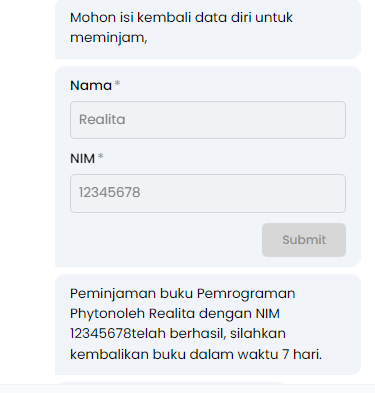 Mohon isi kembali data diri untuk
meminjam,
Nama *
Realita
NIM *
12345678
Submit
Peminjaman buku Pemrograman
Phytonoleh Realita dengan NIM
12345678telah berhasil, silahkan
kembalikan buku dalam waktu 7 hari.